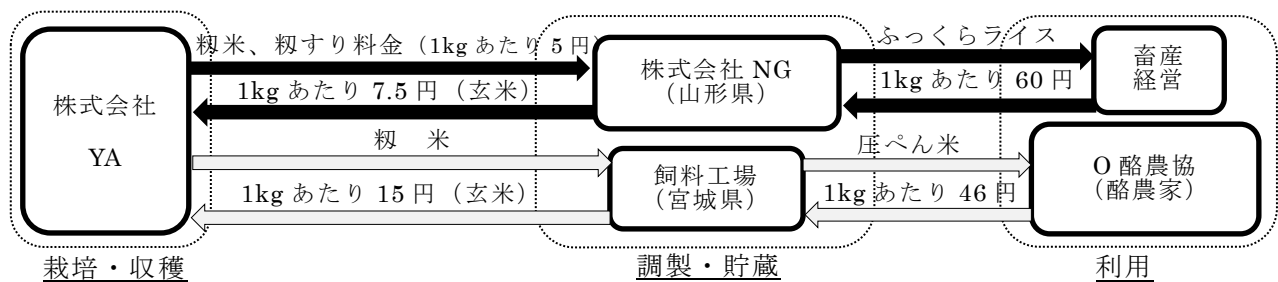 籾米、籾すり料金（1kgあたり 5 円）
ふっくらライス
株式会社
YA
1kg あたり 7.5 円（玄米）
株式会社 NG
（山形県）
1kg あたり 60 円
畜産
経営
籾　米
圧ぺん米
1kg あたり 15 円（玄米）
飼料工場
（宮城県）
1kg あたり 46 円
O 酪農協
（酪農家）
栽培・収穫
調製・貯蔵
利用